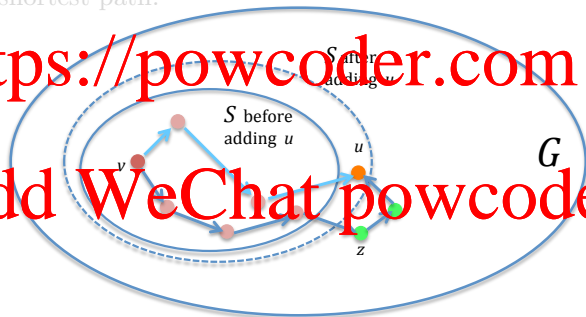 shortest path.
tps://powcoder.com
S after
adding u
S before
adding u
u
G
v
dd WeChat powcode
z